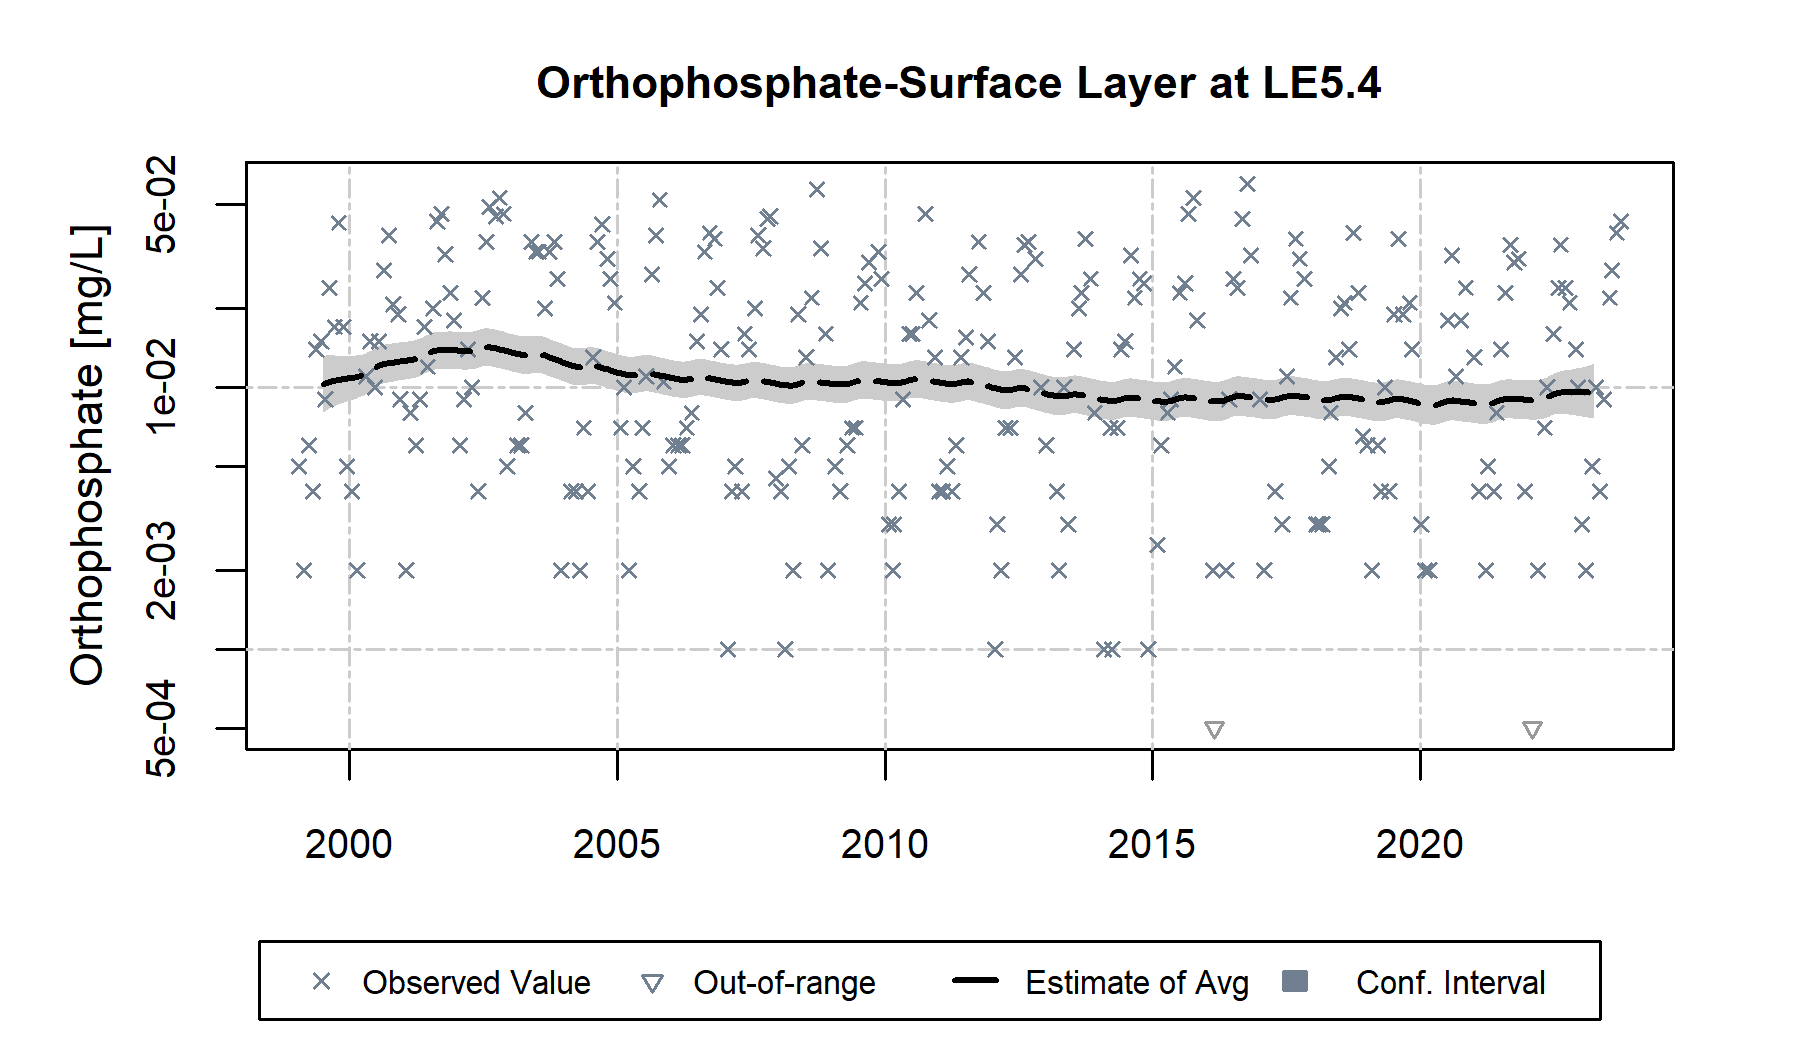 Orthophosphate-Surface Layer at LE5.4
Orthophosphate [mg/L]
5e-02
1e-02
2e-03
5e-04
2000 2005 2010 2015 2020
Observed Value Out-of-range Estimate of Avg Conf. Interval